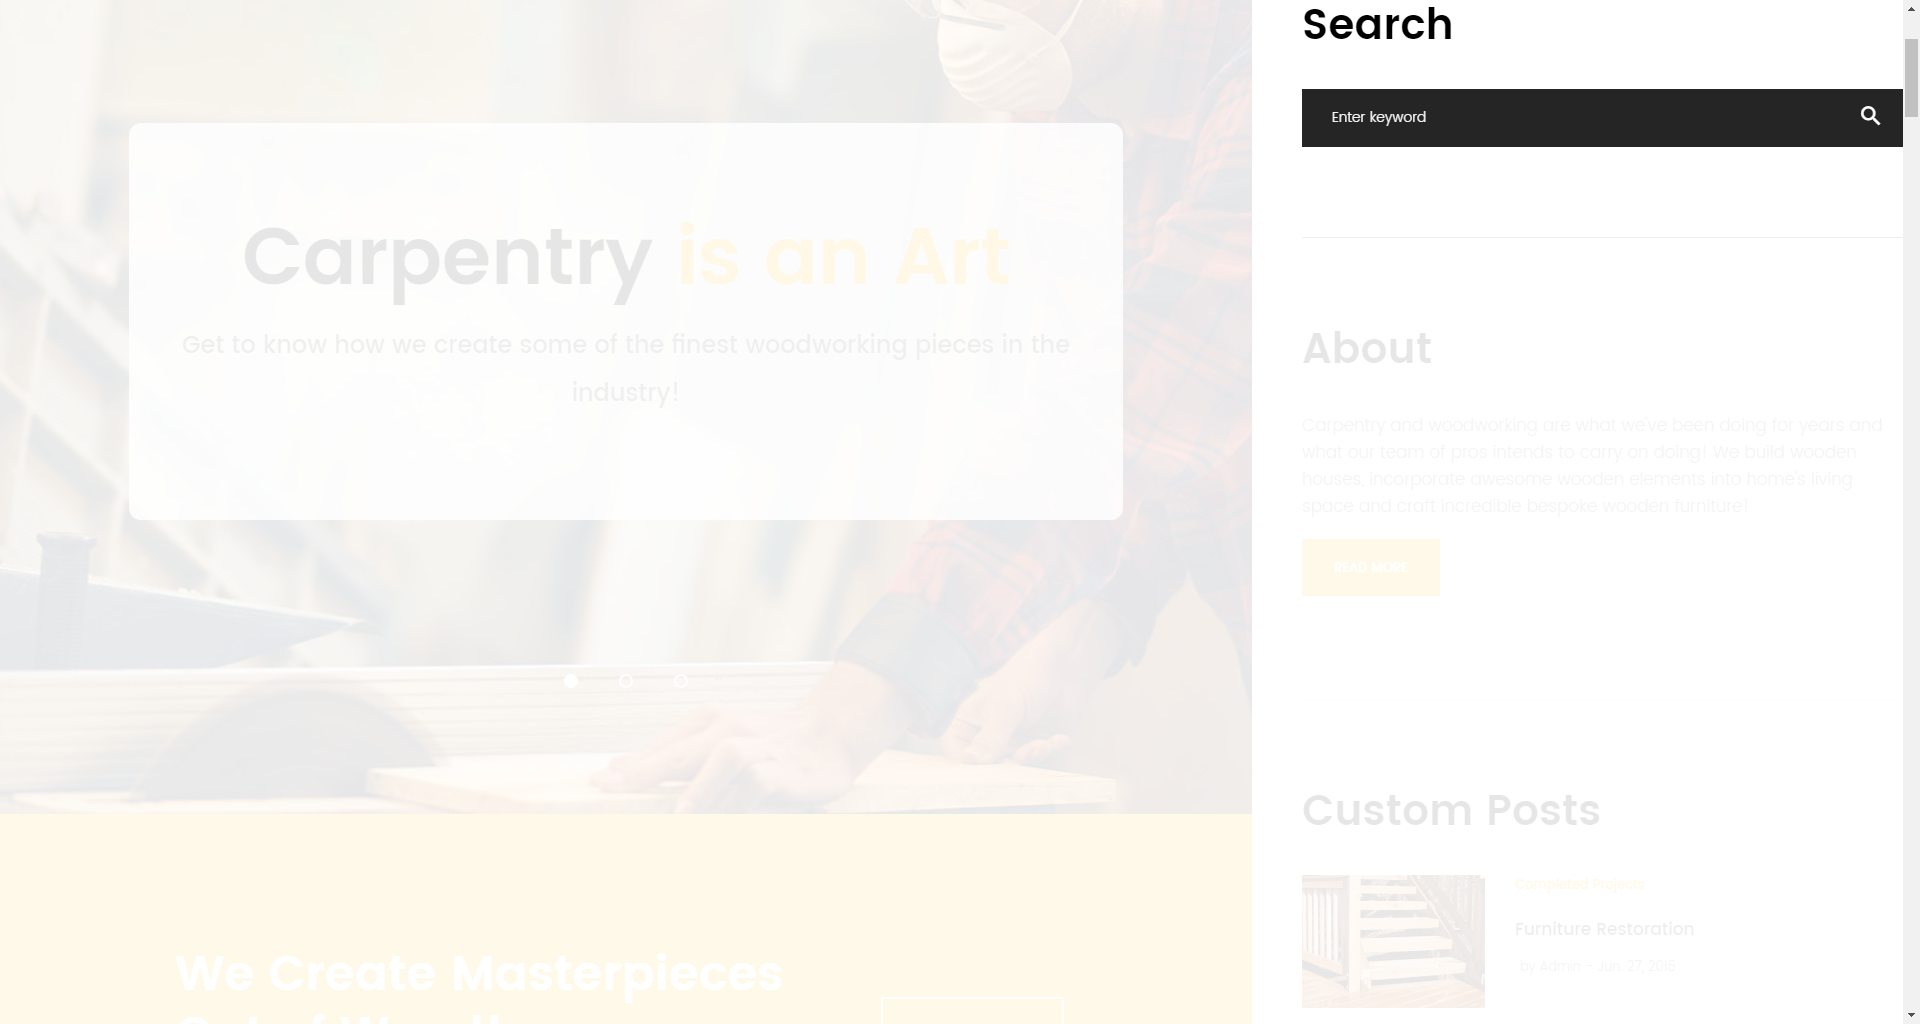 Search
Enter keyword
Carpentry is an Art
Get to know how we create some of the finest woodworking pieces in the
industry!
About
Carpentry and woodworking are what we've been doing for years and
what our team of pros intends to carry on doing! We build wooden
houses, incorporate awesome wooden elements into home's living
space and craft incredible bespoke wooden furniture!
READ MORE
Custom Posts
Completed Projects
Furniture Restoration
by Admin - Jun. 27, 2016
We Create Masterpieces